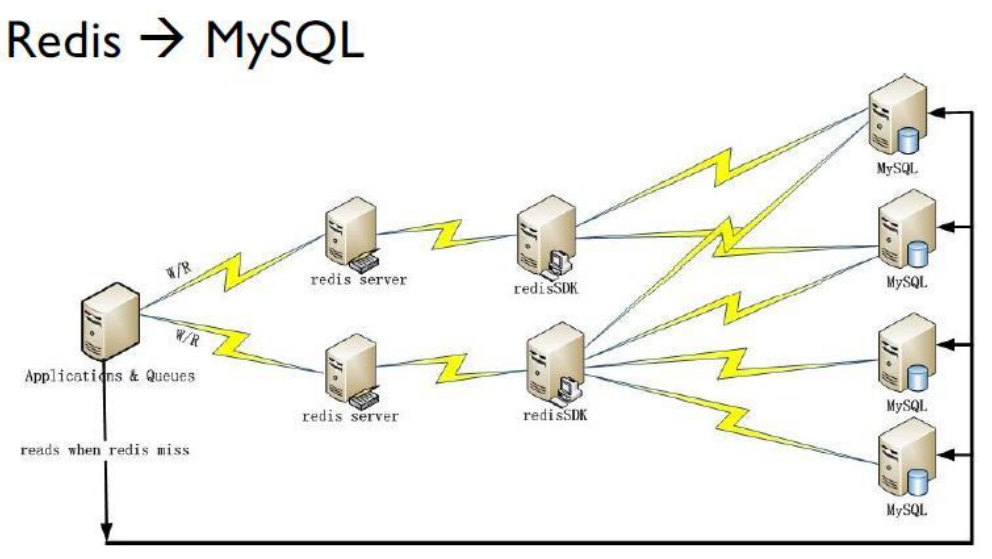 Redis → MySQL
MySQL
W/R
redis server
redisSDK
MySQL
W/R
Applications & Queues
redis server
redisSDK
MySQL
reads when redis miss
MySQL